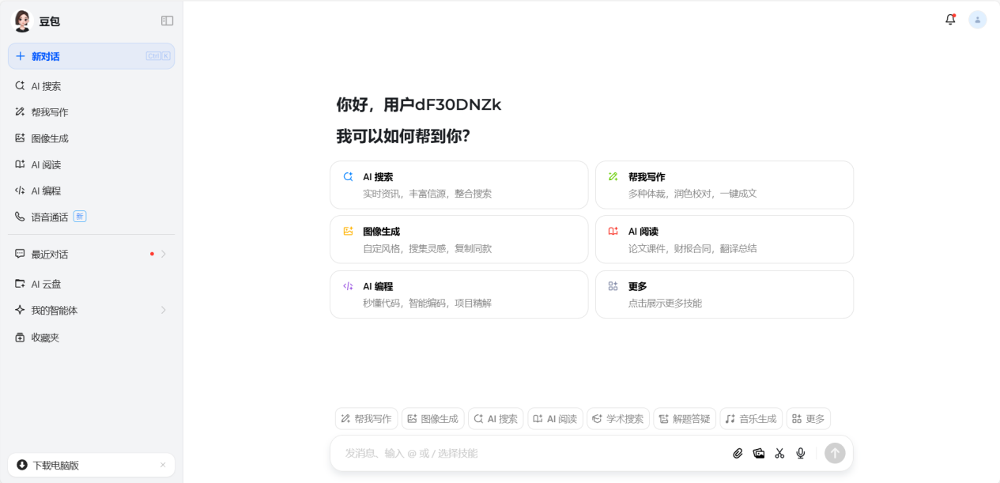 豆包
新对话 Ctrl K
AI 搜索
帮我写作
图像生成
AI 阅读
AI 编程
语音通话 新
最近对话
AI 云盘
我的智能体
收藏夹
下载电脑版
你好，用户dF30DNZk
我可以如何帮到你？
AI 搜索
实时资讯，丰富信源，整合搜索
帮我写作
多种体裁，润色校对，一键成文
图像生成
自定风格，搜集灵感，复制同款
AI 阅读
论文课件，财报合同，翻译总结
AI 编程
秒懂代码，智能编码，项目精解
更多
点击展示更多技能
帮我写作 图像生成 AI 搜索 AI 阅读 学术搜索 解题答疑 音乐生成 更多
发消息、输入 @ 或 / 选择技能